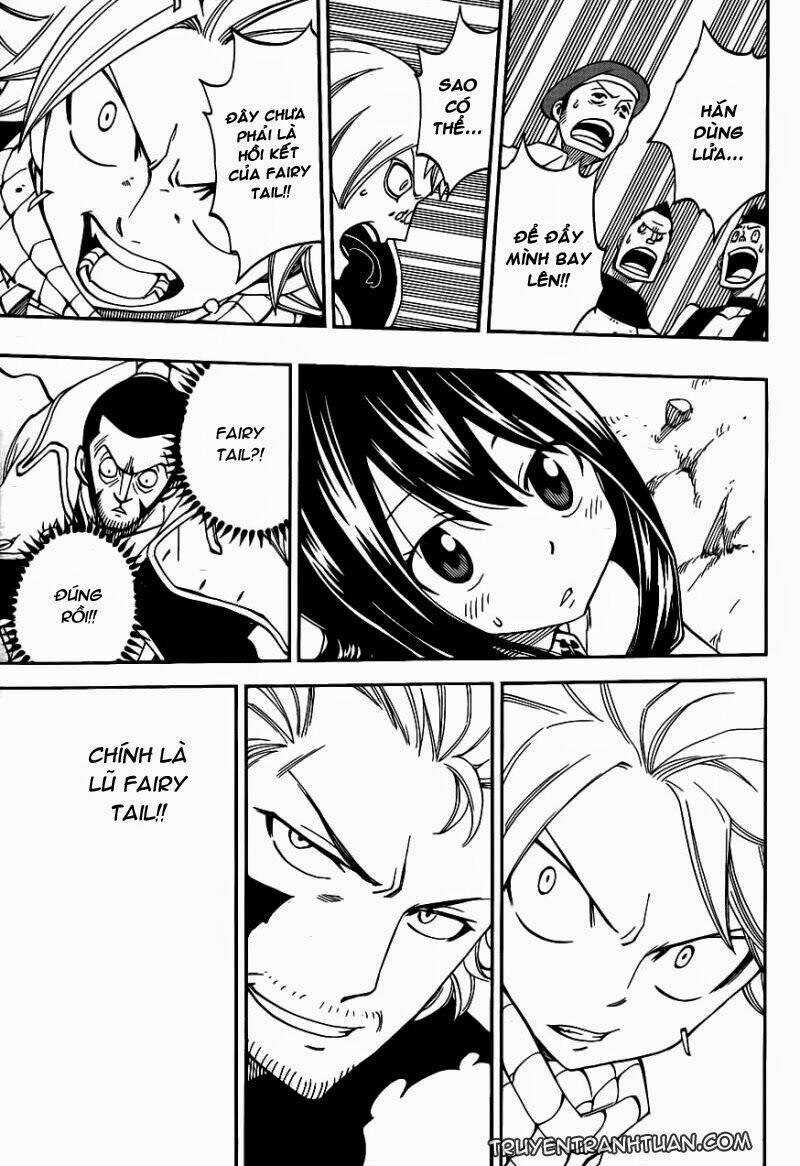 HẮN
DÙNG
LỬA...
ĐỂ ĐẨY
MÌNH BAY
LÊN!!
SAO
CÓ
THỂ...
ĐÂY CHƯA
PHẢI LÀ
HỒI KẾT
CỦA FAIRY
TAIL!!
FAIRY
TAIL?!
ĐÚNG
RỒI!!
CHÍNH LÀ
LŨ FAIRY
TAIL!!
TRUYENTRANHTUAN.COM